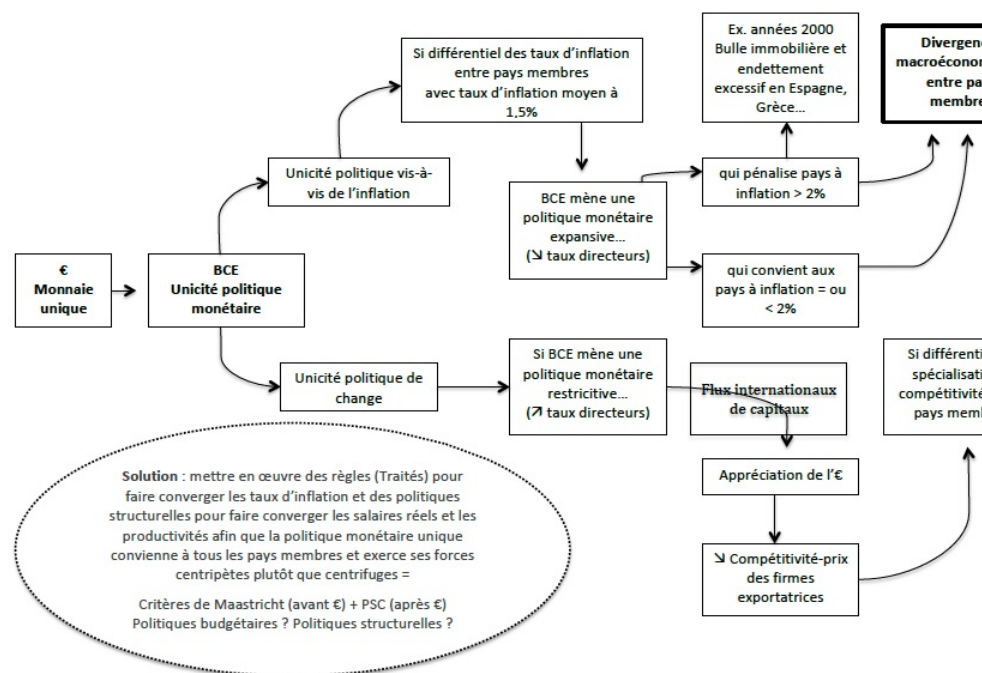 Si différentiel des taux d'inflation
entre pays membres
avec taux d'inflation moyen à
1,5%
Ex. années 2000
Bulle immobilière et
endettement
excessif en Espagne,
Grèce…
Divergen
macroéconom
entre pa
membre
Unicité politique vis-à-
vis de l'inflation
BCE mène une
politique monétaire
expansive…
(↘ taux directeurs)
qui pénalise pays à
inflation > 2%
€
Monnaie
unique
BCE
Unicité politique
monétaire
qui convient aux
pays à inflation = ou
< 2%
Unicité politique de
change
Si BCE mène une
politique monétaire
restricitive…
(↗ taux directeurs)
Flux internationaux
de capitaux
Si différenti
spécialisati
compétitivité
pays memb
Appréciation de l'€
↘ Compétitivité-prix
des firmes
exportatrices
Solution : mettre en œuvre des règles (Traités) pour
faire converger les taux d'inflation et des politiques
structurelles pour faire converger les salaires réels et les
productivités afin que la politique monétaire unique
convienne à tous les pays membres et exerce ses forces
centripètes plutôt que centrifuges =
Critères de Maastricht (avant €) + PSC (après €)
Politiques budgétaires ? Politiques structurelles ?